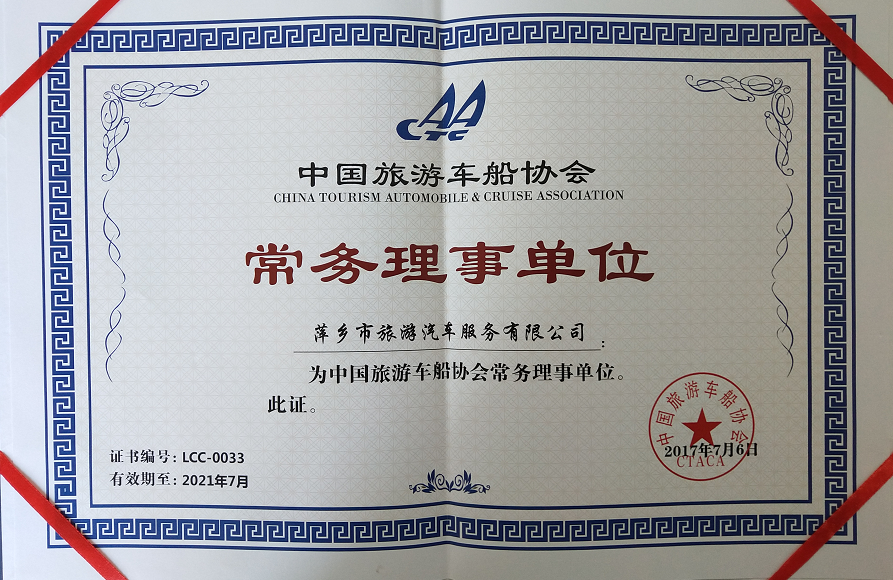 CTCAA
中国旅游车船协会
CHINA TOURISM AUTOMOBILE & CRUISE ASSOCIATION
常务理事单位
萍乡市旅游汽车服务有限公司：
为中国旅游车船协会常务理事单位。
此证。
中国旅游车船协会
2017年7月6日
CTACA
证书编号：LCC-0033
有效期至：2021年7月